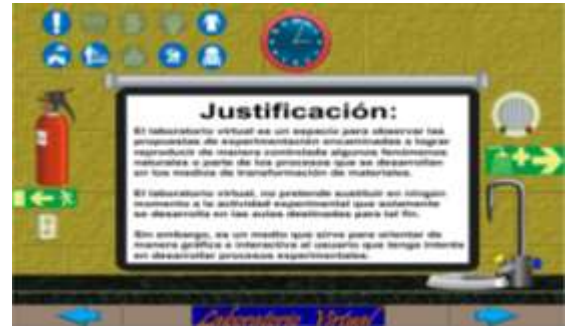 Justificación:
El laboratorio virtual es un espacio para observar las
propuestas de experimentación encaminadas a lograr
reproducir de manera controlada algunos fenómenos
naturales o parte de los procesos que se desarrollan
en los medios de transformación de materiales.
El laboratorio virtual, no pretende sustituir en ningun
momento a la actividad experimental que solamente
se desarrolla en las aulas destinadas para tal fin.
Sin embargo, es un medio que sirve para orientar de
manera gráfica e interactiva al usuario que tenga interés
en desarrollar procesos experimentales.
Laboratorio Virtual